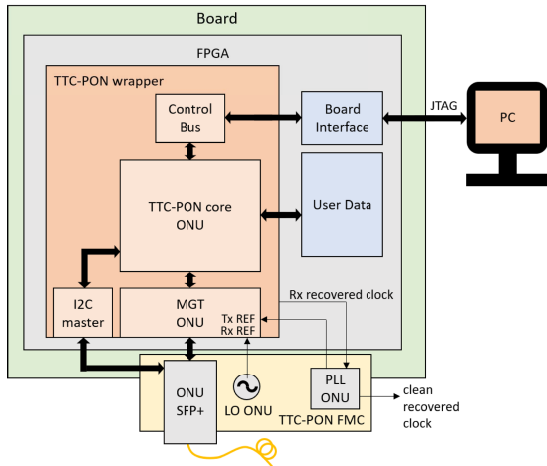 Board
FPGA
TTC-PON wrapper
Control
Bus
Board
Interface
JTAG
PC
TTC-PON core
ONU
User Data
I2C
master
MGT
ONU
Tx REF
Rx REF
Rx recovered clock
ONU
SFP+
LO ONU
PLL
ONU
TTC-PON FMC
clean
recovered
clock